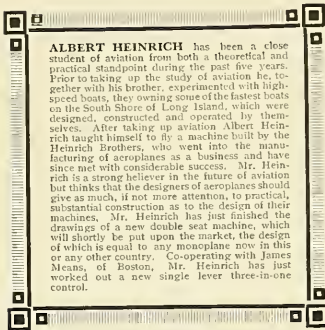 ALBERT HEINRICH has been a close
student of aviation from both a theoretical and
practical standpoint during the past five years.
Prior to taking up the study of aviation he, to-
gether with his brother, experimented with high-
speed boats, they owning some of the fastest boats
on the South Shore of Long Island, which were
designed, constructed and operated by them-
selves. After taking up aviation Albert Hein-
rich taught himself to fly a machine built by the
Heinrich Brothers, who went into the manu-
facturing of aeroplanes as a business and have
since met with considerable success. Mr. Hein-
rich is a strong believer in the future of aviation
but thinks that the designers of aeroplanes should
give as much, if not more attention, to practical,
substantial construction as to the design of their
machines. Mr. Heinrich has just finished the
drawings of a new double seat machine, which
will shortly be put upon the market, the design
of which is equal to any monoplane now in this
or any other country. Co-operating with James
Means, of Boston, Mr. Heinrich has just
worked out a new single lever three-in-one
control.